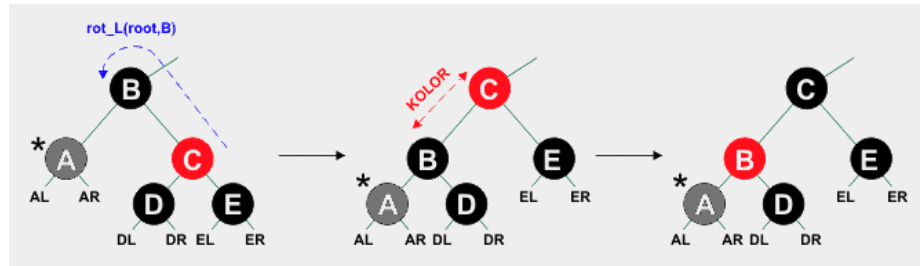 rot_L(root,B)
B
* A
C
AL AR
D
E
DL DR EL ER
KOLOR
C
B
E
* A
D
EL ER
AL AR DL DR
C
B
E
* A
D
EL ER
AL AR DL DR